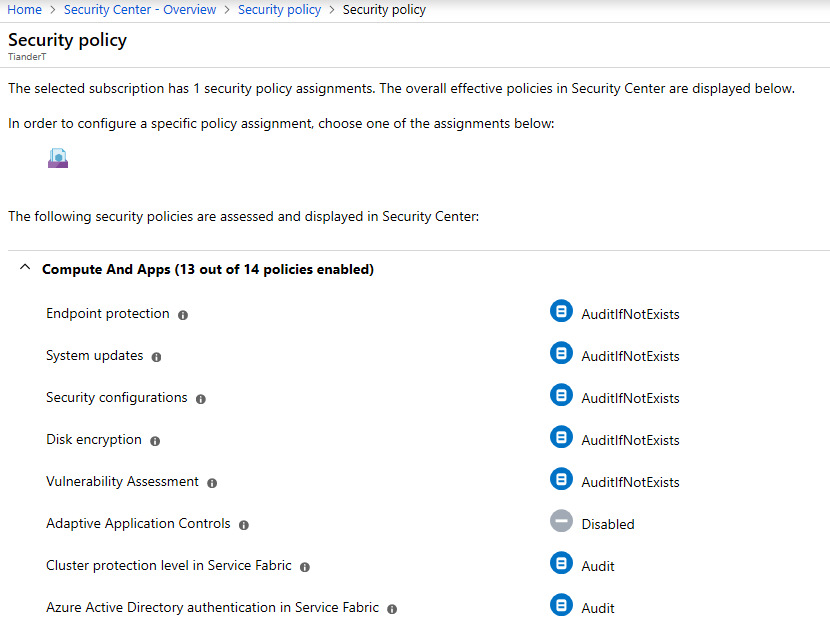 Home > Security Center - Overview > Security policy > Security policy
Security policy
TianderT
The selected subscription has 1 security policy assignments. The overall effective policies in Security Center are displayed below.
In order to configure a specific policy assignment, choose one of the assignments below:
The following security policies are assessed and displayed in Security Center:
Compute And Apps (13 out of 14 policies enabled)
Endpoint protection AuditIfNotExists
System updates AuditIfNotExists
Security configurations AuditIfNotExists
Disk encryption AuditIfNotExists
Vulnerability Assessment AuditIfNotExists
Adaptive Application Controls Disabled
Cluster protection level in Service Fabric Audit
Azure Active Directory authentication in Service Fabric Audit